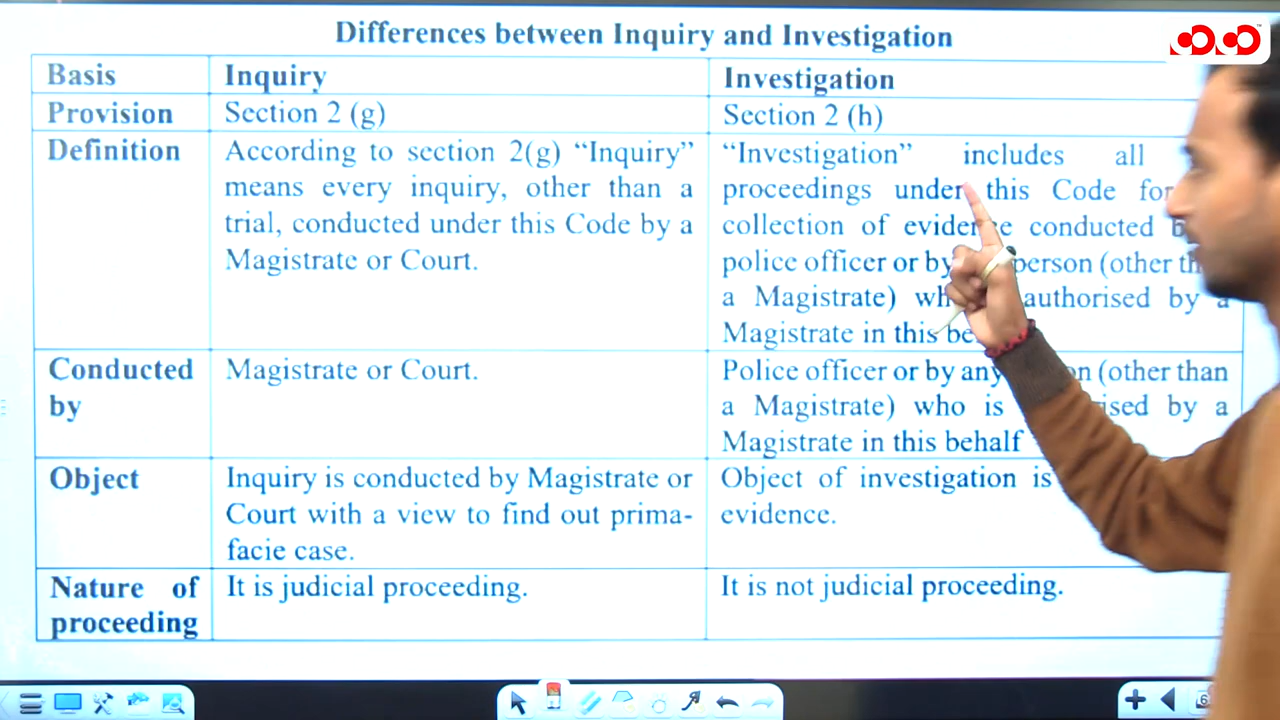 Differences between Inquiry and Investigation
Basis
Inquiry
Investigation
Provision
Section 2 (g)
Section 2 (h)
Definition
According to section 2(g) “Inquiry”
means every inquiry, other than a
trial, conducted under this Code by a
Magistrate or Court.
“Investigation” includes all
proceedings under this Code for
collection of evidence conducted
police officer or by person (other
a Magistrate) authorised by a
Magistrate in this
Conducted
by
Magistrate or Court.
Police officer or by any (other than
a Magistrate) who is by a
Magistrate in this behalf
Object
Inquiry is conducted by Magistrate or
Court with a view to find out prima-
facie case.
Object of investigation is
evidence.
Nature of
proceeding
It is judicial proceeding.
It is not judicial proceeding.